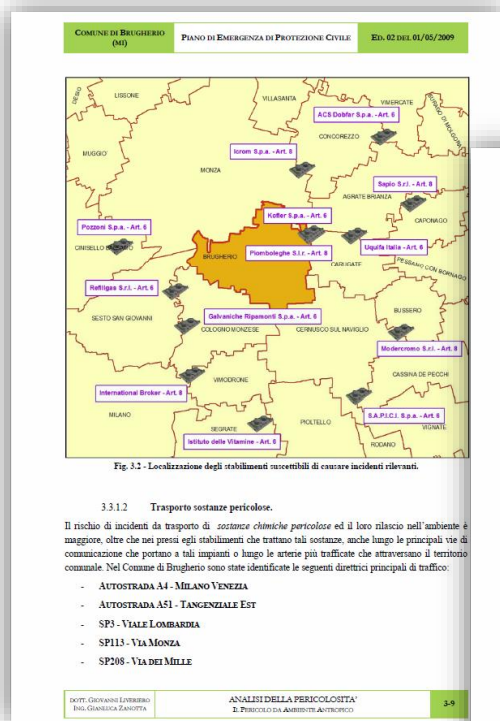 COMUNE DI BRUGHERIO
(MI)
PIANO DI EMERGENZA DI PROTEZIONE CIVILE
ED. 02 DEL 01/05/2009
DESIO
LISSONE
VILLASANTA
VIMERCATE
ACS Dobfar S.p.a. - Art. 6
CONCOREZZO
MUGGIO'
Icrom S.p.a. - Art. 8
MONZA
Sapio S.r.l. - Art. 8
AGRATE BRIANZA
Kofler S.p.a. - Art. 6
CAPONAGO
Pozzoni S.p.a. - Art. 6
CINISELLO
Uquifa Italia - Art. 6
BRUGHERIO
Piomboleghe S.l.r. - Art. 8
CARUGATE
PESSANO CON BORNAGO
Refiligas S.r.l. - Art. 6
Galvaniche Ripamonti S.p.a. - Art. 6
BUSSERO
SESTO SAN GIOVANNI
COLOGNO MONZESE
CERNUSCO SUL NAVIGLIO
Modercromo S.r.l. - Art. 8
CASSINA DE PECCHI
VIMODRONE
International Broker - Art. 8
MILANO
PIOLTELLO
S.A.P.I.C.I. S.p.a. - Art. 8
VIGNATE
SEGRATE
Istituto delle Vitamine - Art. 6
RODANO
Fig. 3.2 - Localizzazione degli stabilimenti suscettibili di causare incidenti rilevanti.
3.3.1.2 Trasporto sostanze pericolose.
Il rischio di incidenti da trasporto di sostanze chimiche pericolose ed il loro rilascio nell'ambiente è
maggiore, oltre che nei pressi egli stabilimenti che trattano tali sostanze, anche lungo le principali vie di
comunicazione che portano a tali impianti o lungo le arterie più trafficate che attraversano il territorio
comunale. Nel Comune di Brugherio sono state identificate le seguenti direttrici principali di traffico:
- AUTOSTRADA A4 - MILANO VENEZIA
- AUTOSTRADA A51 - TANGENZIALE EST
- SP3 - VIALE LOMBARDIA
- SP113 - VIA MONZA
- SP208 - VIA DEI MILLE
DOTT. GIOVANNI LIVERIERO
ING. GIANLUCA ZANOTTA
ANALISI DELLA PERICOLOSITA'
IL PERICOLO DA AMBIENTE ANTROPICO
3-9